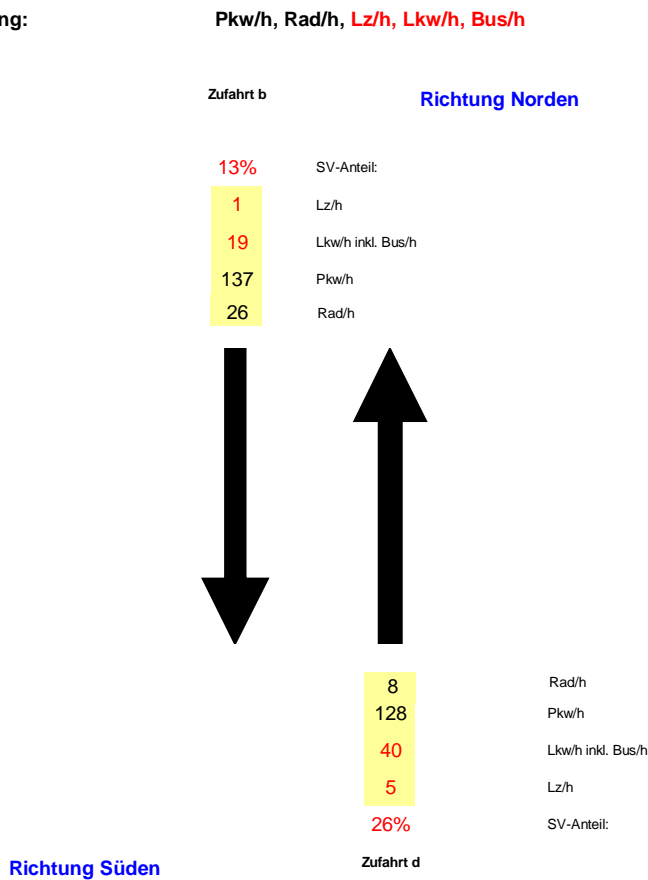 ng: Pkw/h, Rad/h, Lz/h, Lkw/h, Bus/h
Zufahrt b Richtung Norden
13% SV-Anteil:
1 Lz/h
19 Lkw/h inkl. Bus/h
137 Pkw/h
26 Rad/h
8 Rad/h
128 Pkw/h
40 Lkw/h inkl. Bus/h
5 Lz/h
26% SV-Anteil:
Richtung Süden Zufahrt d